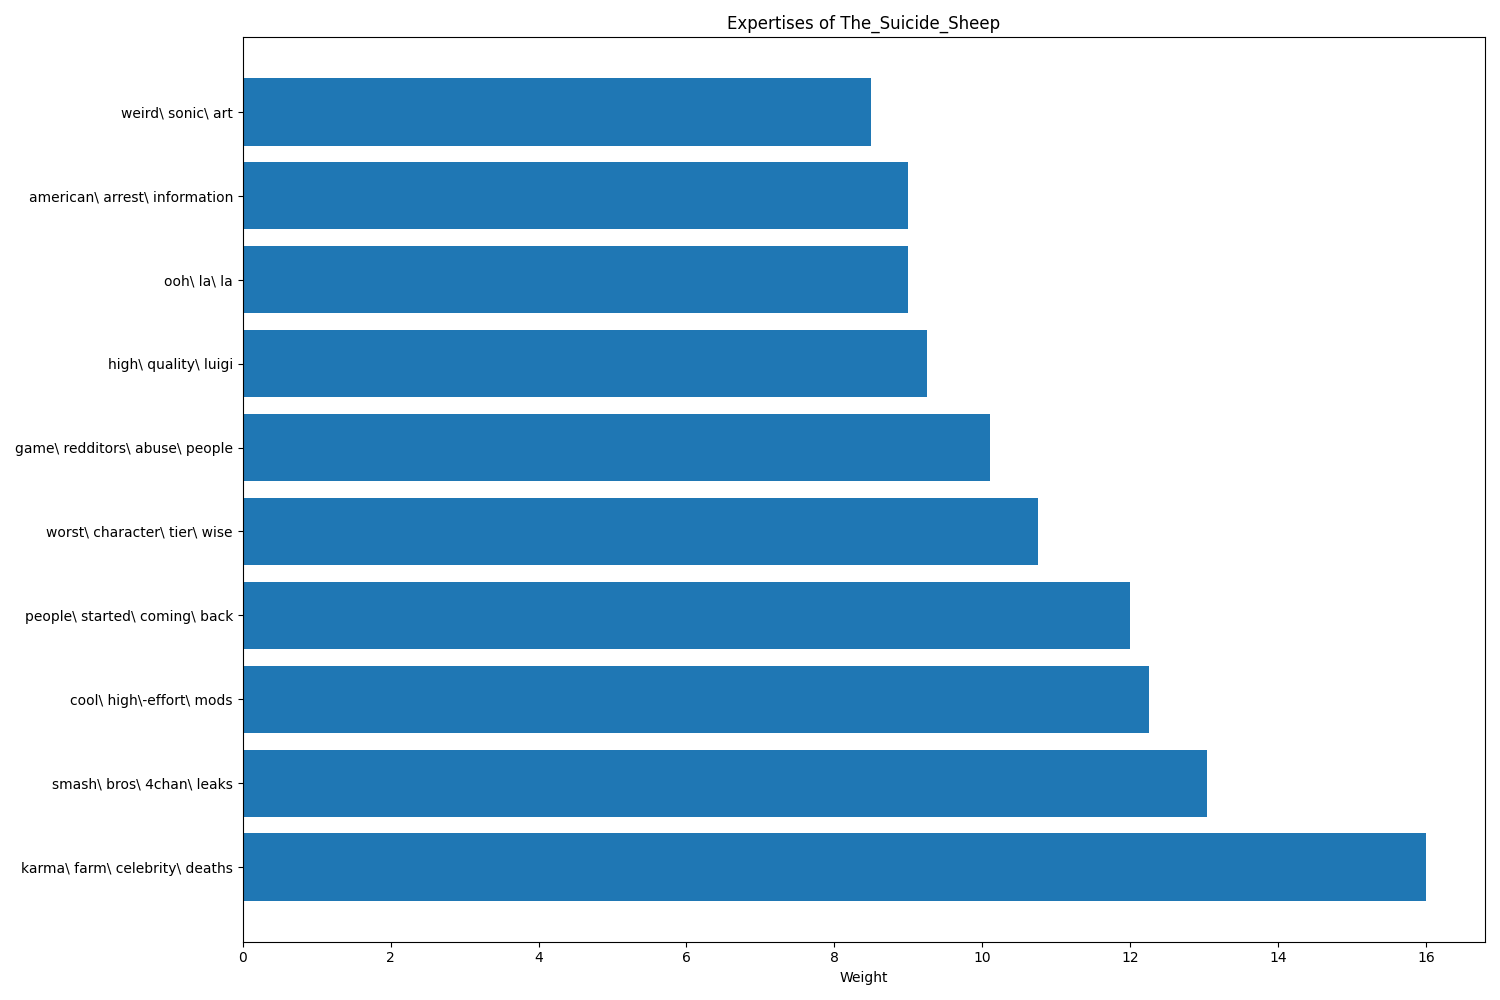 Expertises of The_Suicide_Sheep
weird\ sonic\ art
american\ arrest\ information
ooh\ la\ la
high\ quality\ luigi
game\ redditors\ abuse\ people
worst\ character\ tier\ wise
people\ started\ coming\ back
cool\ high\-effort\ mods
smash\ bros\ 4chan\ leaks
karma\ farm\ celebrity\ deaths
0 2 4 6 8 10 12 14 16
Weight